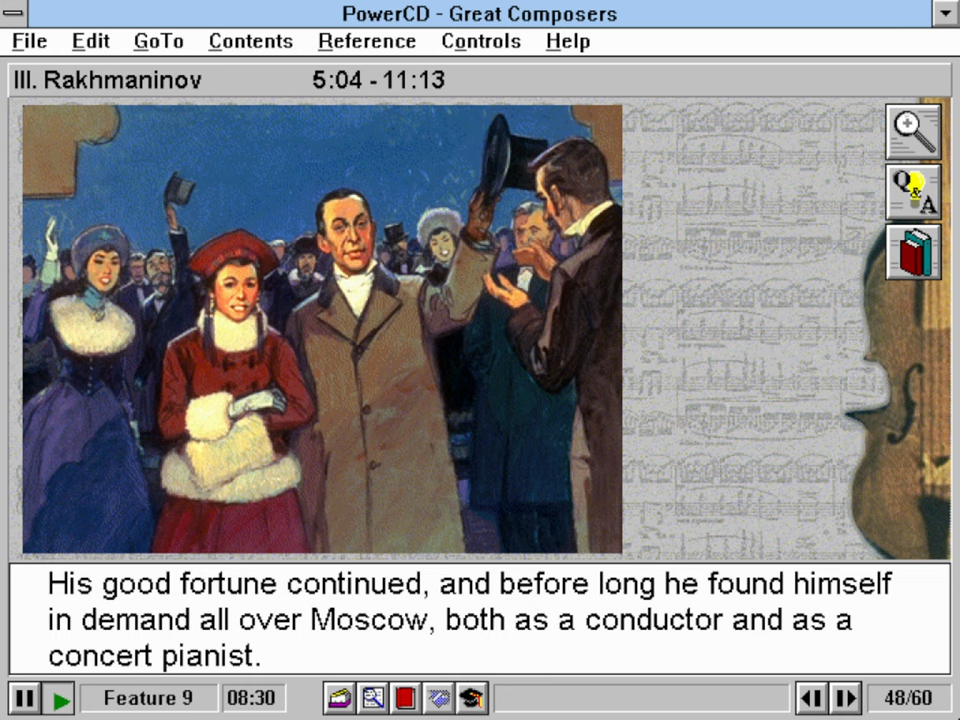 PowerCD - Great Composers
File Edit GoTo Contents Reference Controls Help
III. Rakhmaninov 5:04 - 11:13
Q & A
His good fortune continued, and before long he found himself
in demand all over Moscow, both as a conductor and as a
concert pianist.
Feature 9 08:30 48/60